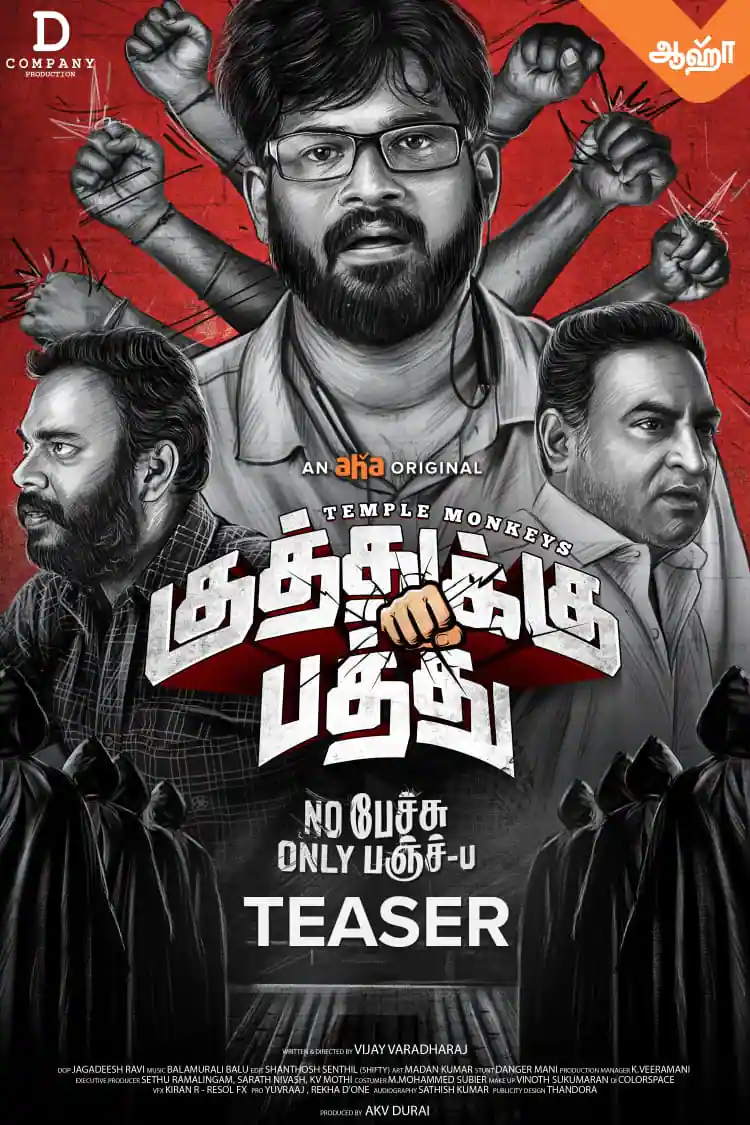 D
COMPANY
PRODUCTION
ஆஹா
AN aha ORIGINAL
TEMPLE MONKEYS
குத்துக்கு
பத்து
NO பேச்சு
ONLY பஞ்ச்-U
TEASER
WRITTEN & DIRECTED BY VIJAY VARADHARAJ
DOP JAGADEESH RAVI MUSIC BALAMURALI BALU EDIT SHANTHOSH SENTHIL (SHIFTY) ART MADAN KUMAR STUNT DANGER MANI PRODUCTION MANAGER K.VEERAMANI
EXECUTIVE PRODUCER SETHU RAMALINGAM, SARATH NIVASH, KV MOTHI COSTUMER M.MOHAMMED SUBIER MAKE UP VINOTH SUKUMARAN DI COLORSPACE
VFX KIRAN R - RESOL FX PRO YUVRAAJ , REKHA D'ONE AUDIOGRAPHY SATHISH KUMAR PUBLICITY DESIGN THANDORA
PRODUCED BY AKV DURAI